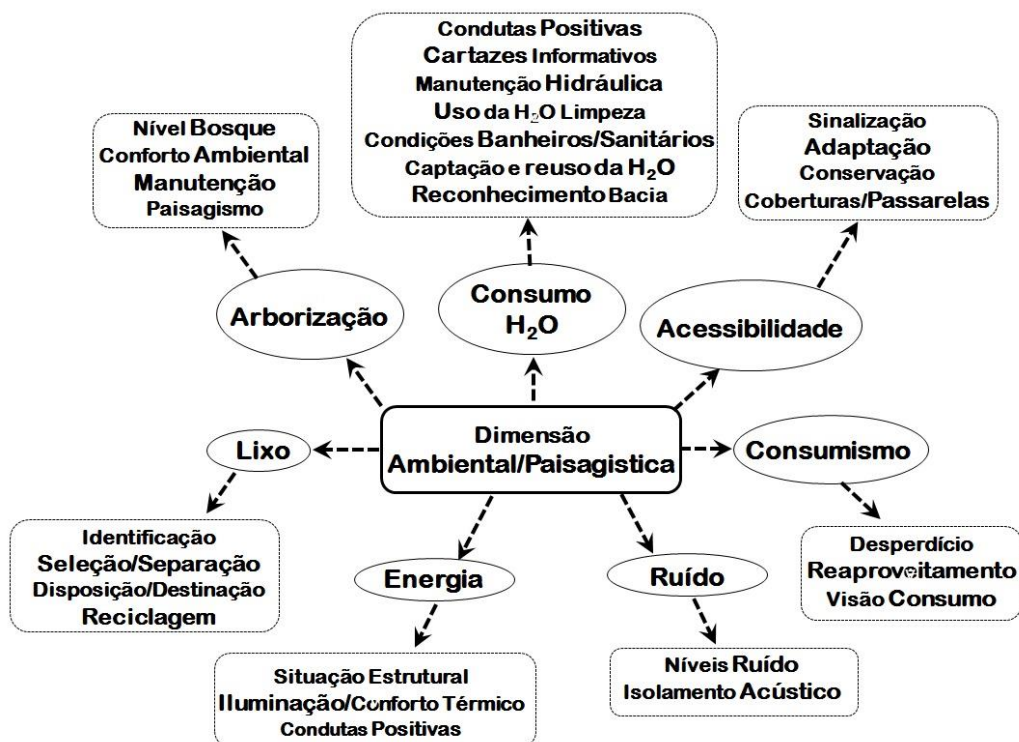 Condutas Positivas
Cartazes Informativos
Manutenção Hidráulica
Uso da H₂O Limpeza
Condições Banheiros/Sanitários
Captação e reuso da H₂O
Reconhecimento Bacia
Nível Bosque
Conforto Ambiental
Manutenção
Paisagismo
Sinalização
Adaptação
Conservação
Coberturas/Passarelas
Arborização
Consumo
H₂O
Acessibilidade
Dimensão
Ambiental/Paisagistica
Lixo
Consumismo
Identificação
Seleção/Separação
Disposição/Destinação
Reciclagem
Energia
Ruído
Desperdício
Reaproveitamento
Visão Consumo
Situação Estrutural
Iluminação/Conforto Térmico
Condutas Positivas
Níveis Ruído
Isolamento Acústico